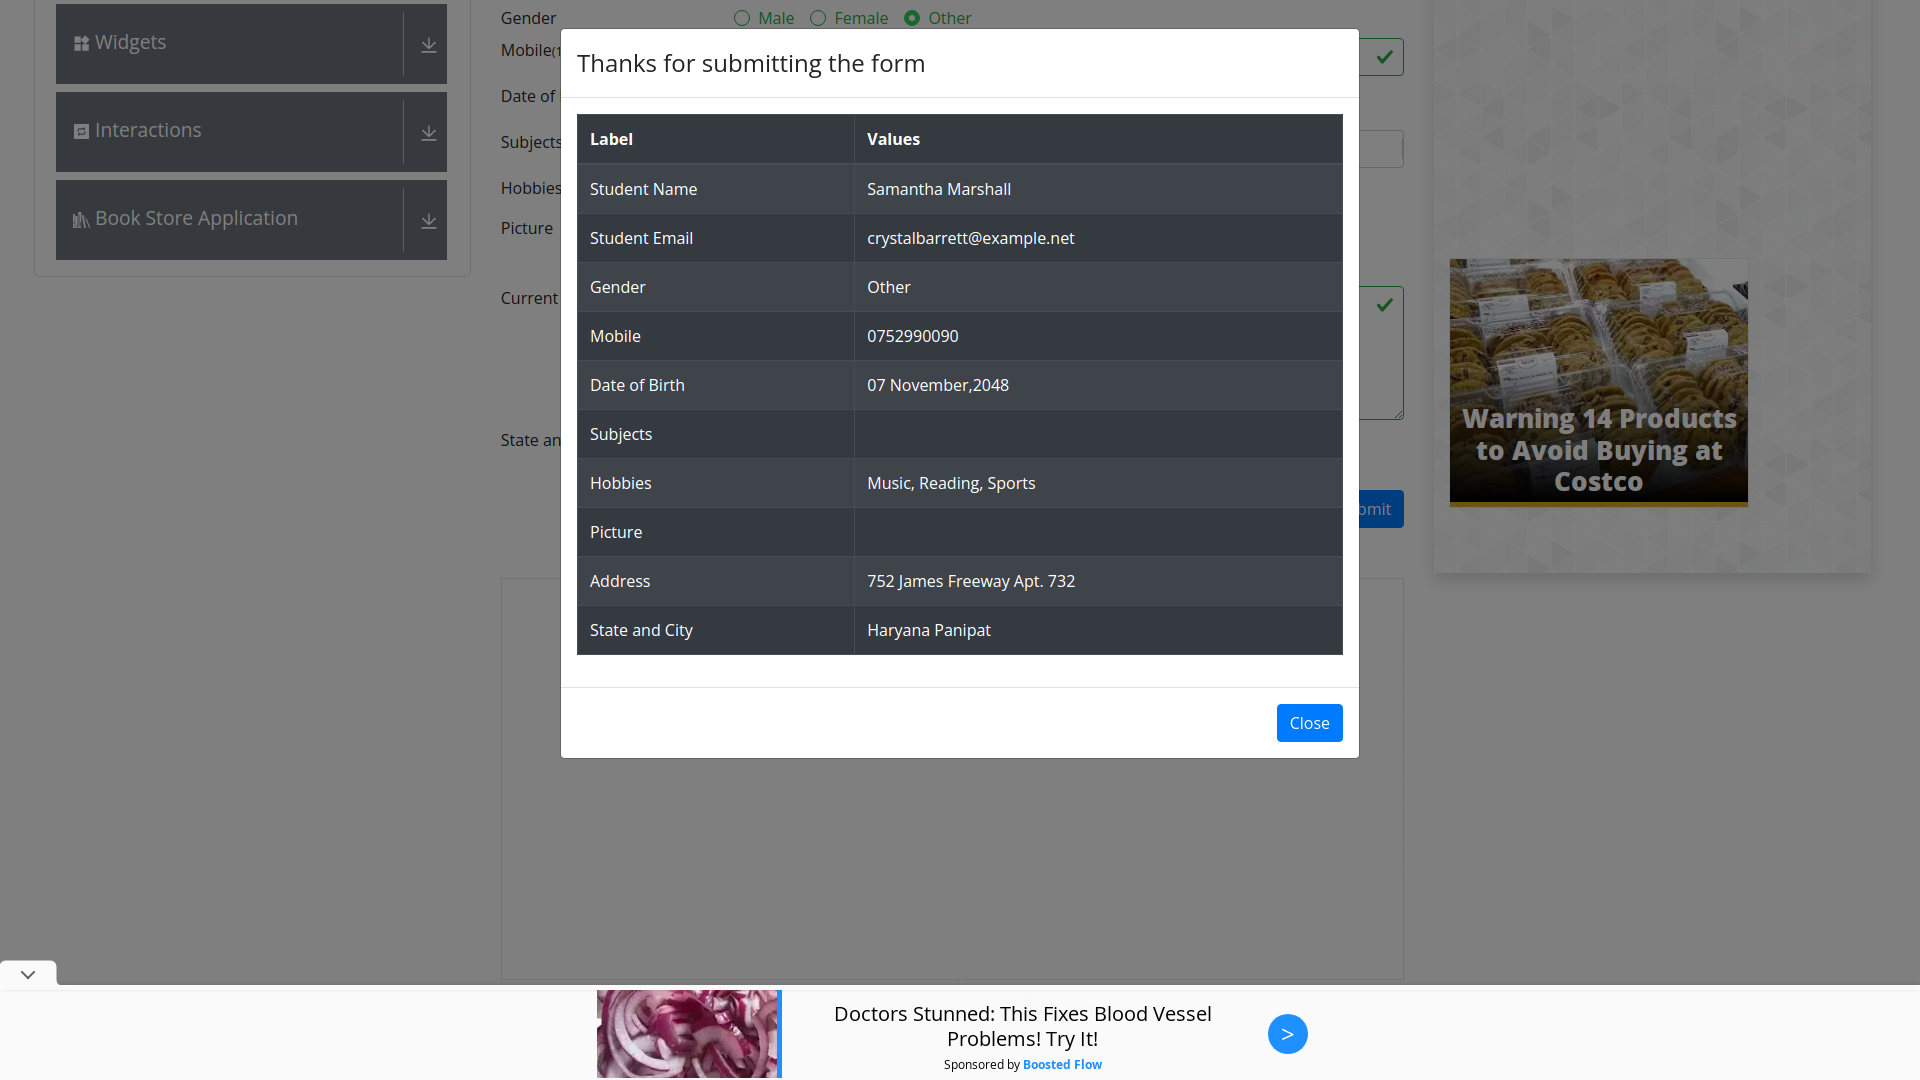 Widgets
Interactions
Book Store Application
Gender
Male
Female
Other
Mobile
Date of
Subjects
Hobbies
Picture
Current
State
Thanks for submitting the form
Label Values
Student Name Samantha Marshall
Student Email crystalbarrett@example.net
Gender Other
Mobile 0752990090
Date of Birth 07 November,2048
Subjects
Hobbies Music, Reading, Sports
Picture
Address 752 James Freeway Apt. 732
State and City Haryana Panipat
Close
Warning 14 Products
to Avoid Buying at
Costco
Doctors Stunned: This Fixes Blood Vessel
Problems! Try It!
Sponsored by Boosted Flow
>